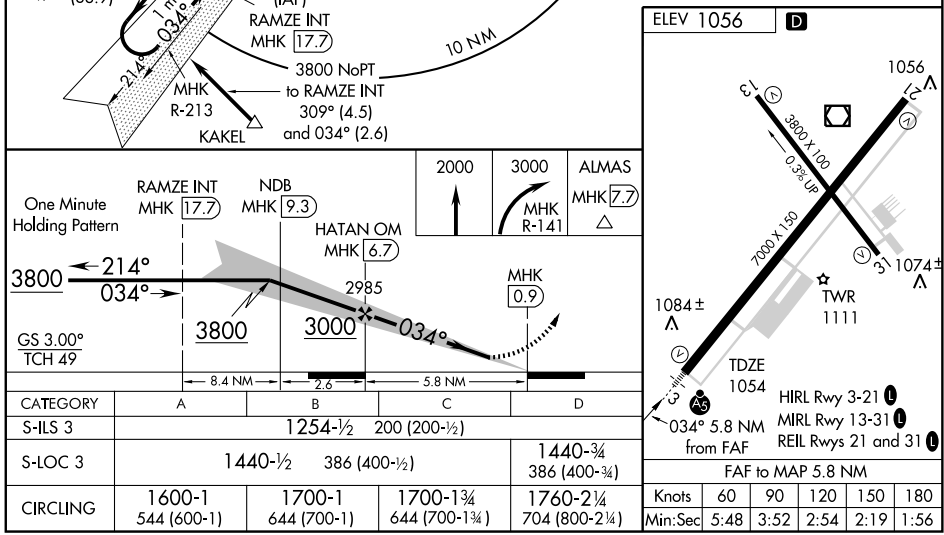 (IAF)
RAMZE INT
MHK 17.7
1 min
034°
214°
MHK
R-213
KAKEL
10 NM
3800 NoPT
to RAMZE INT
309° (4.5)
and 034° (2.6)
One Minute
Holding Pattern
RAMZE INT
MHK 17.7
NDB
MHK 9.3
HATAN OM
MHK 6.7
2985
2000
3000
MHK
R-141
ALMAS
MHK 7.7
MHK
0.9
3800
214°
034°
3800
3000
034°
GS 3.00°
TCH 49
8.4 NM
2.6
5.8 NM
CATEGORY A B C D
S-ILS 3 1254-½ 200 (200-½)
S-LOC 3 1440-½ 386 (400-½) 1440-¾ 386 (400-¾)
CIRCLING 1600-1 544 (600-1) 1700-1 644 (700-1) 1700-1¾ 644 (700-1¾) 1760-2¼ 704 (800-2¼)
ELEV 1056 D
1056
21
V
13
V
3800 X 100
0.3% UP
7000 X 150
V
31
1074±
TWR
1111
1084±
V
TDZE
1054
3
A5
034° 5.8 NM
from FAF
HIRL Rwy 3-21 L
MIRL Rwy 13-31 L
REIL Rwys 21 and 31 L
FAF to MAP 5.8 NM
Knots 60 90 120 150 180
Min:Sec 5:48 3:52 2:54 2:19 1:56